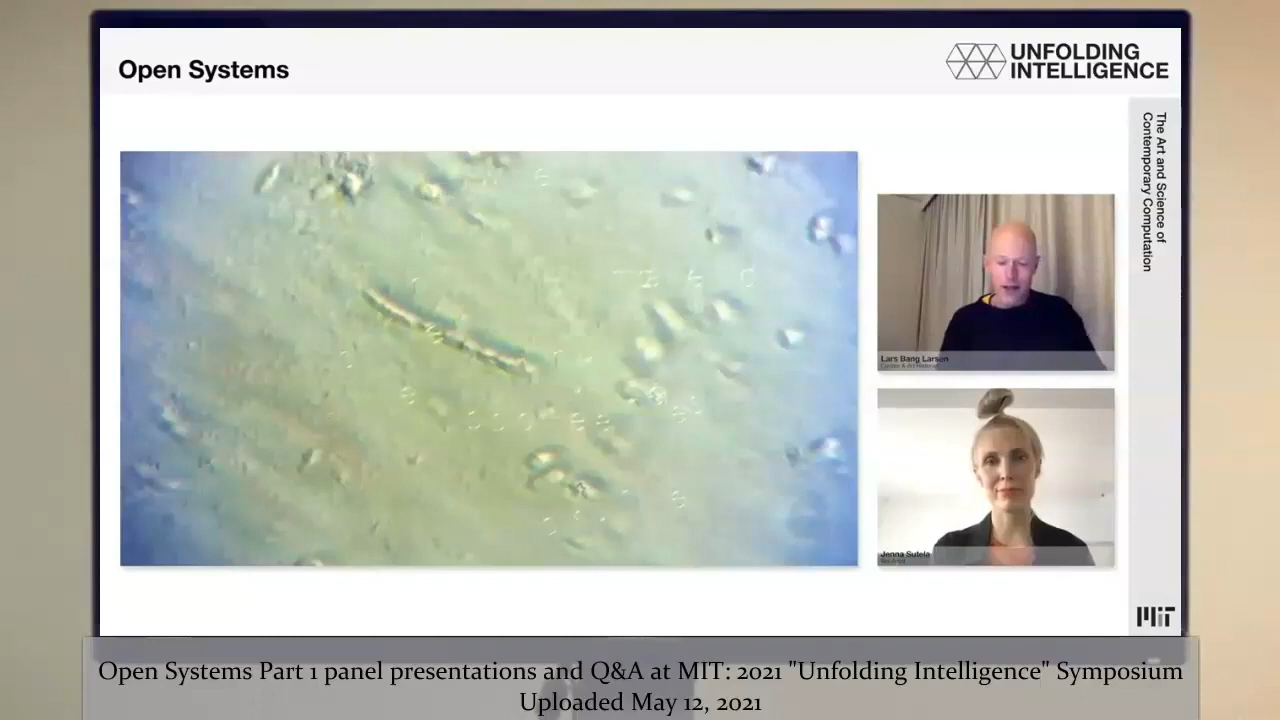 Open Systems
UNFOLDING
INTELLIGENCE
The Art and Science of
Contemporary Computation
Lars Bang Larsen
Jenna Sutela
MIT
Open Systems Part 1 panel presentations and Q&A at MIT: 2021 "Unfolding Intelligence" Symposium
Uploaded May 12, 2021